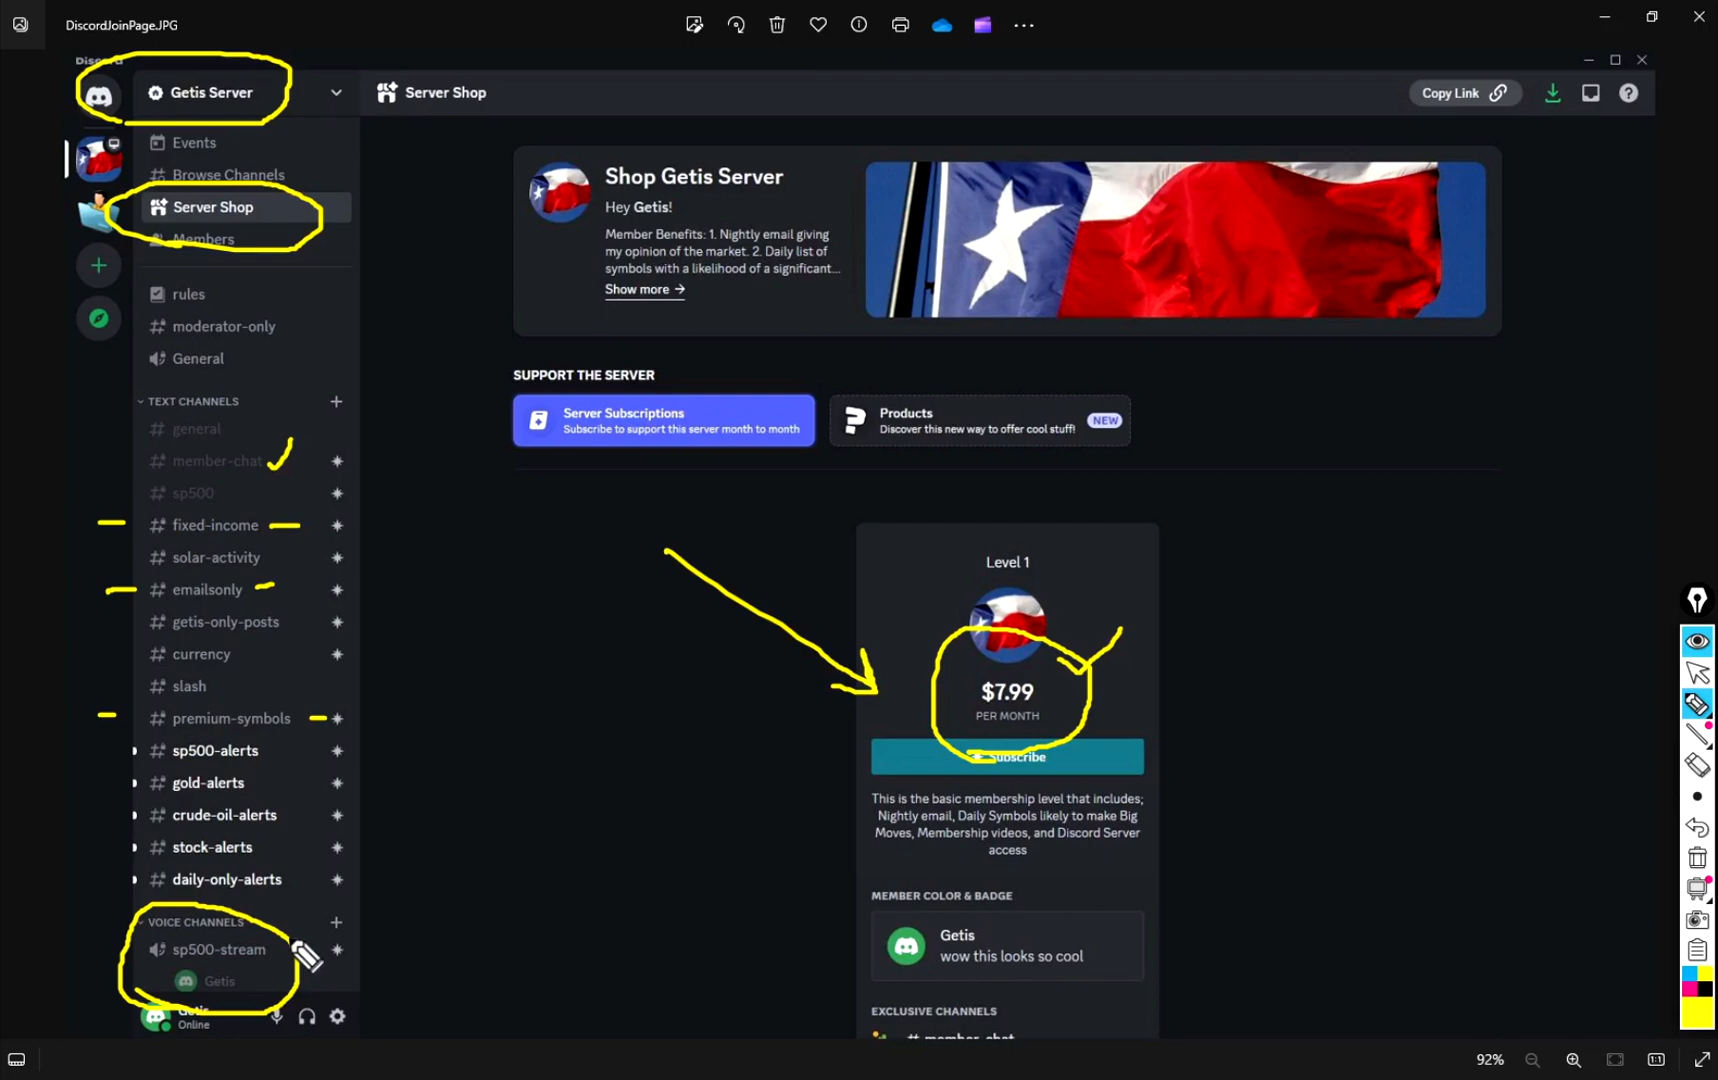 DiscordJoinPage.JPG
Discord
Getis Server
Server Shop
Copy Link
Events
Browse Channels
Server Shop
Members
rules
moderator-only
General
TEXT CHANNELS
general
member-chat
sp500
fixed-income
solar-activity
emailsonly
getis-only-posts
currency
slash
premium-symbols
sp500-alerts
gold-alerts
crude-oil-alerts
stock-alerts
daily-only-alerts
VOICE CHANNELS
sp500-stream
Getis
Getis
Online
Shop Getis Server
Hey Getis!
Member Benefits: 1. Nightly email giving
my opinion of the market. 2. Daily list of
symbols with a likelihood of a significant...
Show more →
SUPPORT THE SERVER
Server Subscriptions
Subscribe to support this server month to month
Products
Discover this new way to offer cool stuff!
NEW
Level 1
$7.99
PER MONTH
Subscribe
This is the basic membership level that includes;
Nightly email, Daily Symbols likely to make Big
Moves, Membership videos, and Discord Server
access
MEMBER COLOR & BADGE
Getis
wow this looks so cool
EXCLUSIVE CHANNELS
# member-chat
92%
1:1